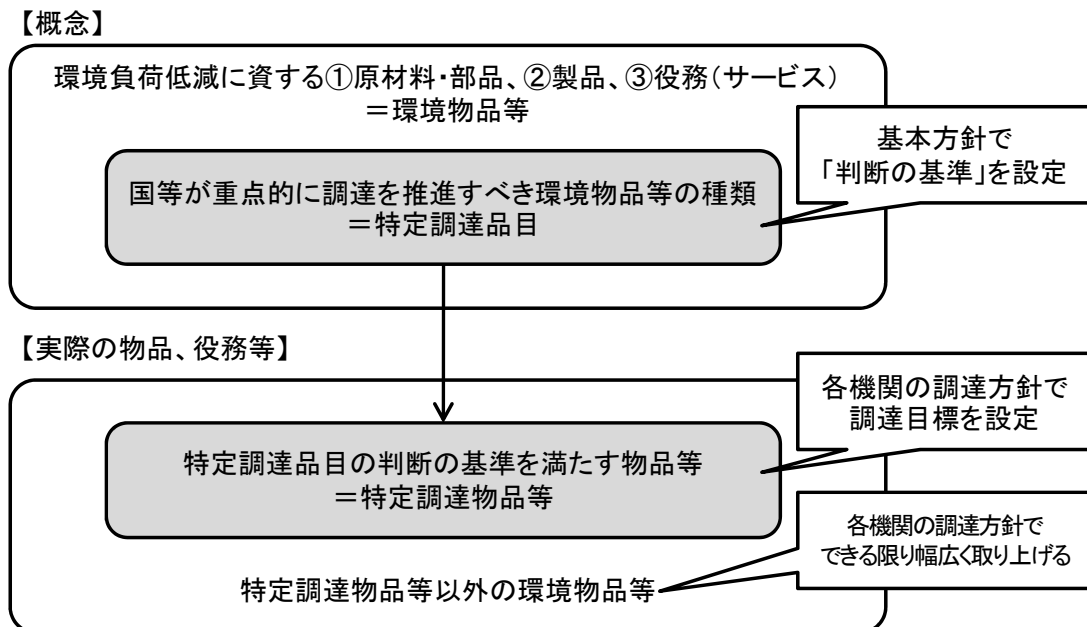 【概念】
環境負荷低減に資する①原材料・部品、②製品、③役務(サービス)
＝環境物品等
基本方針で
「判断の基準」を設定
国等が重点的に調達を推進すべき環境物品等の種類
＝特定調達品目
【実際の物品、役務等】
各機関の調達方針で
調達目標を設定
特定調達品目の判断の基準を満たす物品等
＝特定調達物品等
各機関の調達方針で
できる限り幅広く取り上げる
特定調達物品等以外の環境物品等